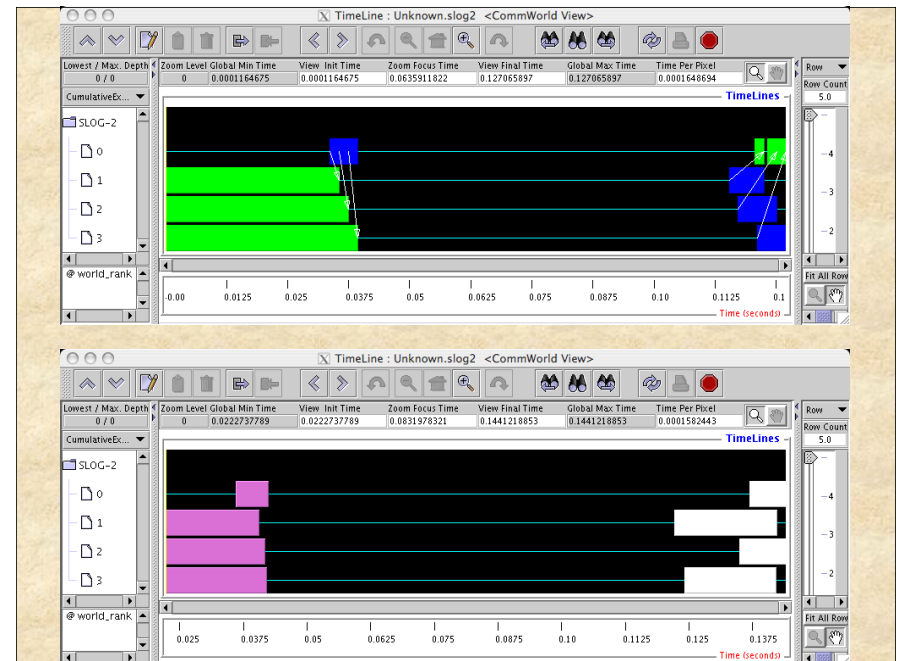 TimeLine : Unknown.slog2 <CommWorld View>
Lowest / Max. Depth Zoom Level Global Min Time View Init Time Zoom Focus Time View Final Time Global Max Time Time Per Pixel Row
0 / 0 0 0.0001164675 0.0001164675 0.0635911822 0.127065897 0.127065897 0.0001648694 Row Count
CumulativeEx... TimeLines 5.0
SLOG-2
0 4
1 3
2 2
3
@ world_rank Fit All Row
-0.00 0.0125 0.025 0.0375 0.05 0.0625 0.075 0.0875 0.10 0.1125 0.1
Time (seconds)
TimeLine : Unknown.slog2 <CommWorld View>
Lowest / Max. Depth Zoom Level Global Min Time View Init Time Zoom Focus Time View Final Time Global Max Time Time Per Pixel Row
0 / 0 0 0.0222737789 0.0222737789 0.0831978321 0.1441218853 0.1441218853 0.0001582443 Row Count
CumulativeEx... TimeLines 5.0
SLOG-2
0 4
1 3
2 2
3
@ world_rank Fit All Row
0.025 0.0375 0.05 0.0625 0.075 0.0875 0.10 0.1125 0.125 0.1375
Time (seconds)